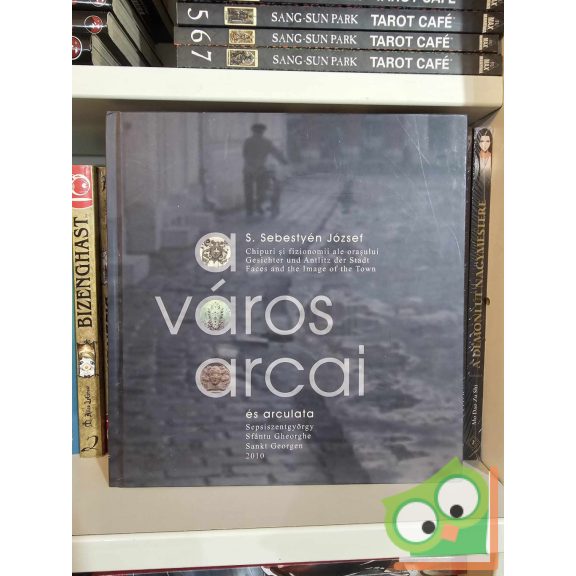 5 SANG-SUN PARK TAROT CAFÉ
6 SANG-SUN PARK TAROT CAFÉ
7 SANG-SUN PARK TAROT CAFÉ
S. Sebestyén József
Chipuri şi fizionomii ale oraşului
Gesichter und Antlitz der Stadt
Faces and the Image of the Town
a
város
arcai
és arculata
Sepsiszentgyörgy
Sfântu Gheorghe
Sankt Georgen
2010
BIZENGHAST
2
A DÉMONI ÚT NAGYMESTERE